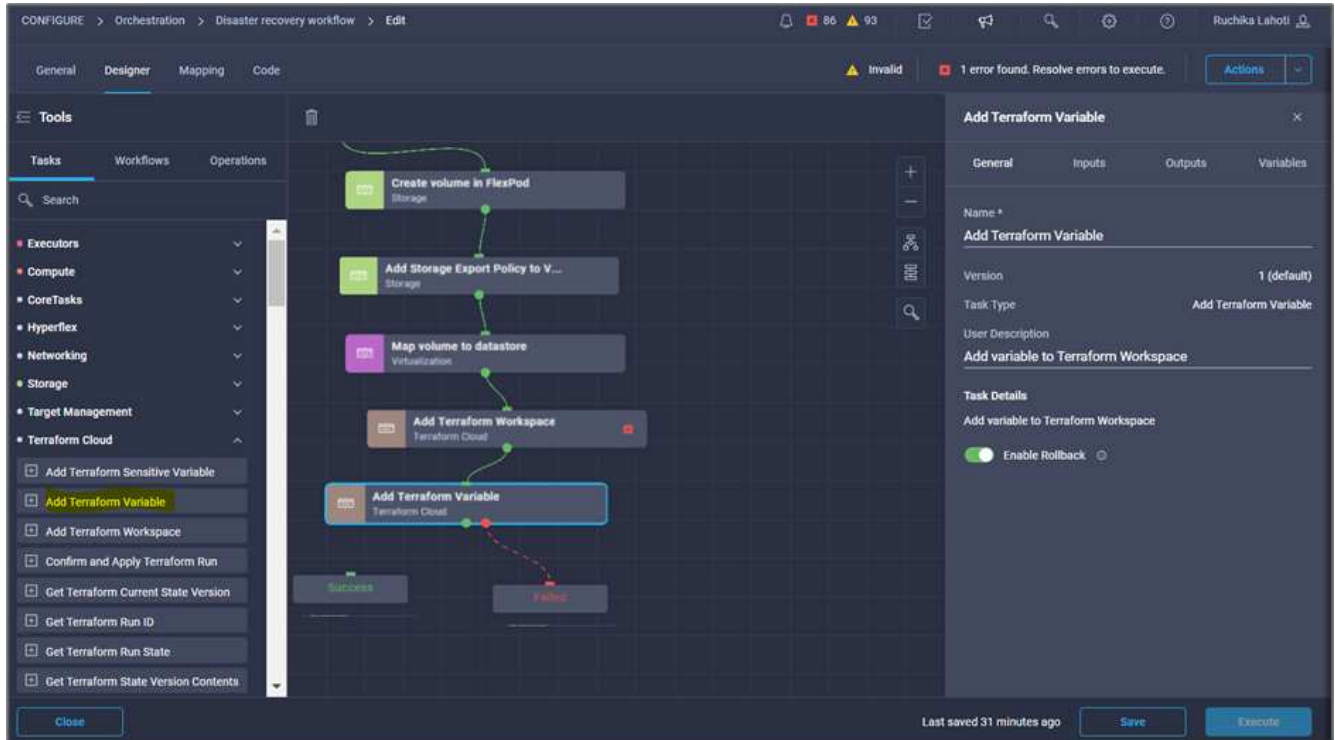 CONFIGURE > Orchestration > Disaster recovery workflow > Edit
86 93
Ruchika Lahoti
General Designer Mapping Code
Invalid
1 error found. Resolve errors to execute.
Actions
Tools
Tasks Workflows Operations
Search
Executors
Compute
CoreTasks
Hyperflex
Networking
Storage
Target Management
Terraform Cloud
Add Terraform Sensitive Variable
Add Terraform Variable
Add Terraform Workspace
Confirm and Apply Terraform Run
Get Terraform Current State Version
Get Terraform Run ID
Get Terraform Run State
Get Terraform State Version Contents
Create volume in FlexPod
Storage
Add Storage Export Policy to V...
Storage
Map volume to datastore
Virtualization
Add Terraform Workspace
Terraform Cloud
Add Terraform Variable
Terraform Cloud
Success
Failed
Add Terraform Variable
General Inputs Outputs Variables
Name *
Add Terraform Variable
Version 1 (default)
Task Type Add Terraform Variable
User Description
Add variable to Terraform Workspace
Task Details
Add variable to Terraform Workspace
Enable Rollback
Close
Last saved 31 minutes ago
Save
Execute